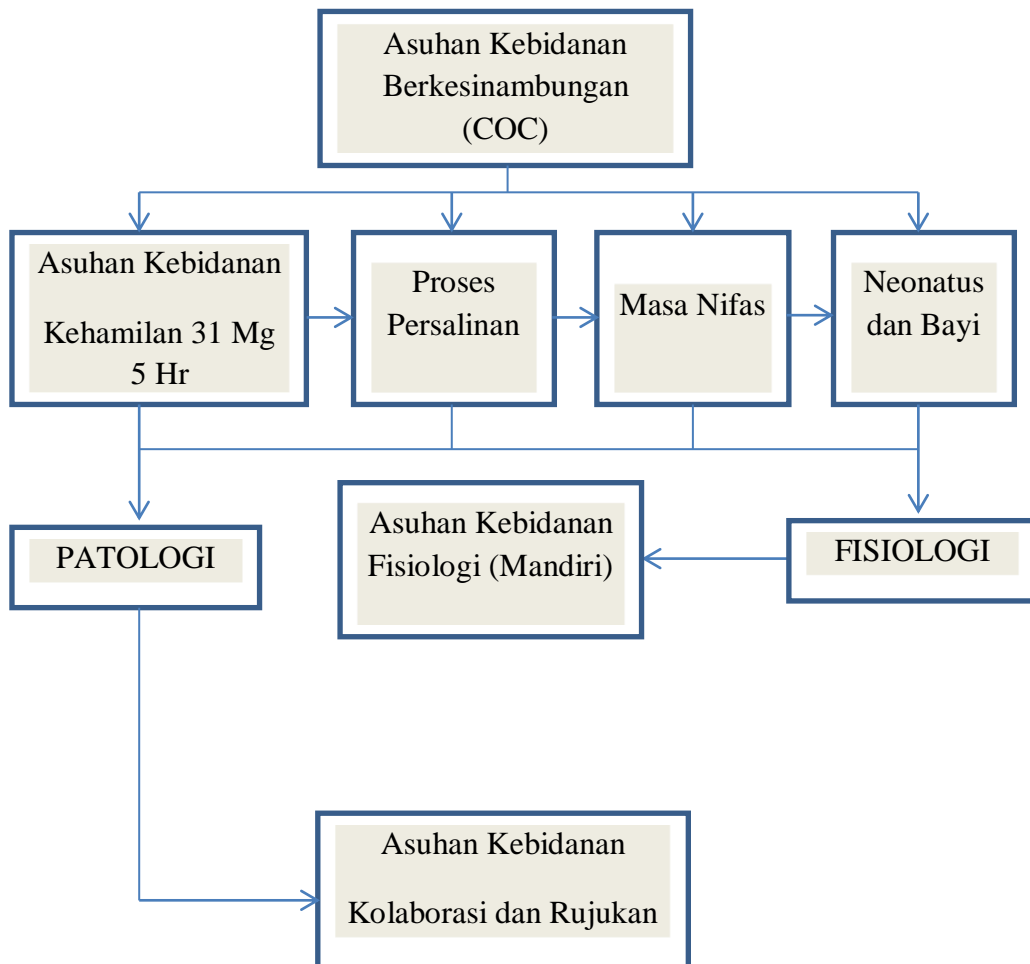 Asuhan Kebidanan
Berkesinambungan
(COC)
Asuhan Kebidanan
Kehamilan 31 Mg
5 Hr
Proses
Persalinan
Masa Nifas
Neonatus
dan Bayi
PATOLOGI
Asuhan Kebidanan
Fisiologi (Mandiri)
FISIOLOGI
Asuhan Kebidanan
Kolaborasi dan Rujukan